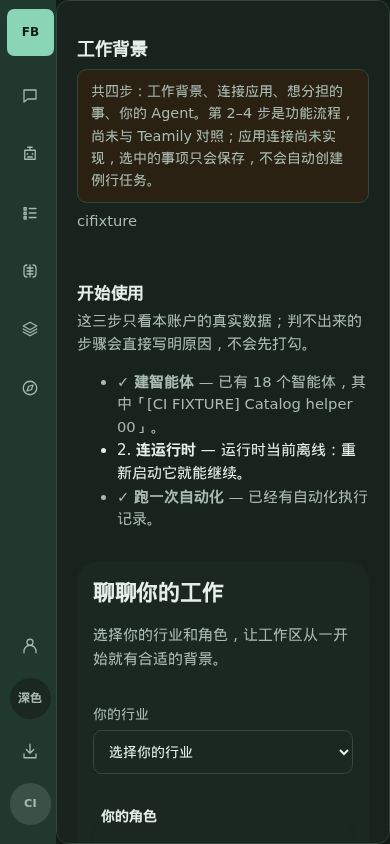 FB
工作背景
共四步：工作背景、连接应用、想分担的
事、你的 Agent。第 2–4 步是功能流程，
尚未与 Teamily 对照；应用连接尚未实
现，选中的事项只会保存，不会自动创建
例行任务。
cifixture
开始使用
这三步只看本账户的真实数据；判不出来的
步骤会直接写明原因，不会先打勾。
✓ 建智能体 — 已有 18 个智能体，其
中「[CI FIXTURE] Catalog helper
00」。
2. 连运行时 — 运行时当前离线：重
新启动它就能继续。
✓ 跑一次自动化 — 已经有自动化执行
记录。
聊聊你的工作
选择你的行业和角色，让工作区从一开
始就有合适的背景。
你的行业
选择你的行业
你的角色
深色
CI